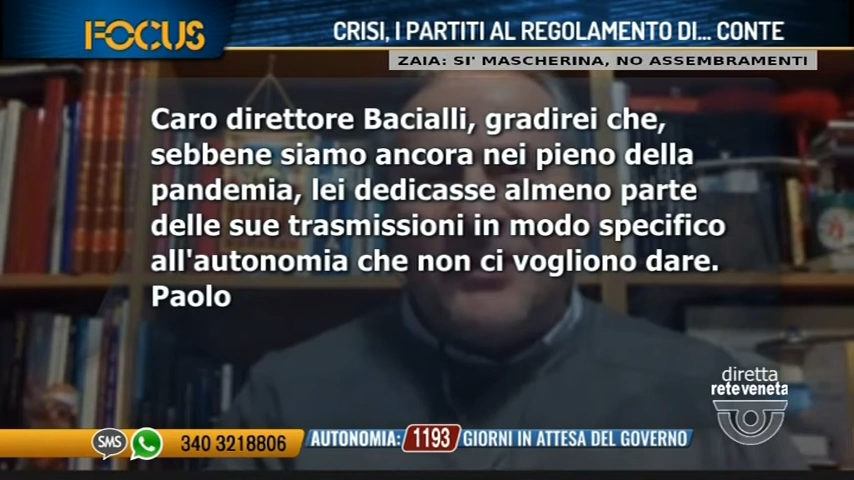 FOCUS
CRISI, I PARTITI AL REGOLAMENTO DI... CONTE
ZAIA: SI' MASCHERINA, NO ASSEMBRAMENTI
Caro direttore Bacialli, gradirei che,
sebbene siamo ancora nei pieno della
pandemia, lei dedicasse almeno parte
delle sue trasmissioni in modo specifico
all'autonomia che non ci vogliono dare.
Paolo
diretta
reteveneta
SMS 340 3218806
AUTONOMIA: 1193 GIORNI IN ATTESA DEL GOVERNO